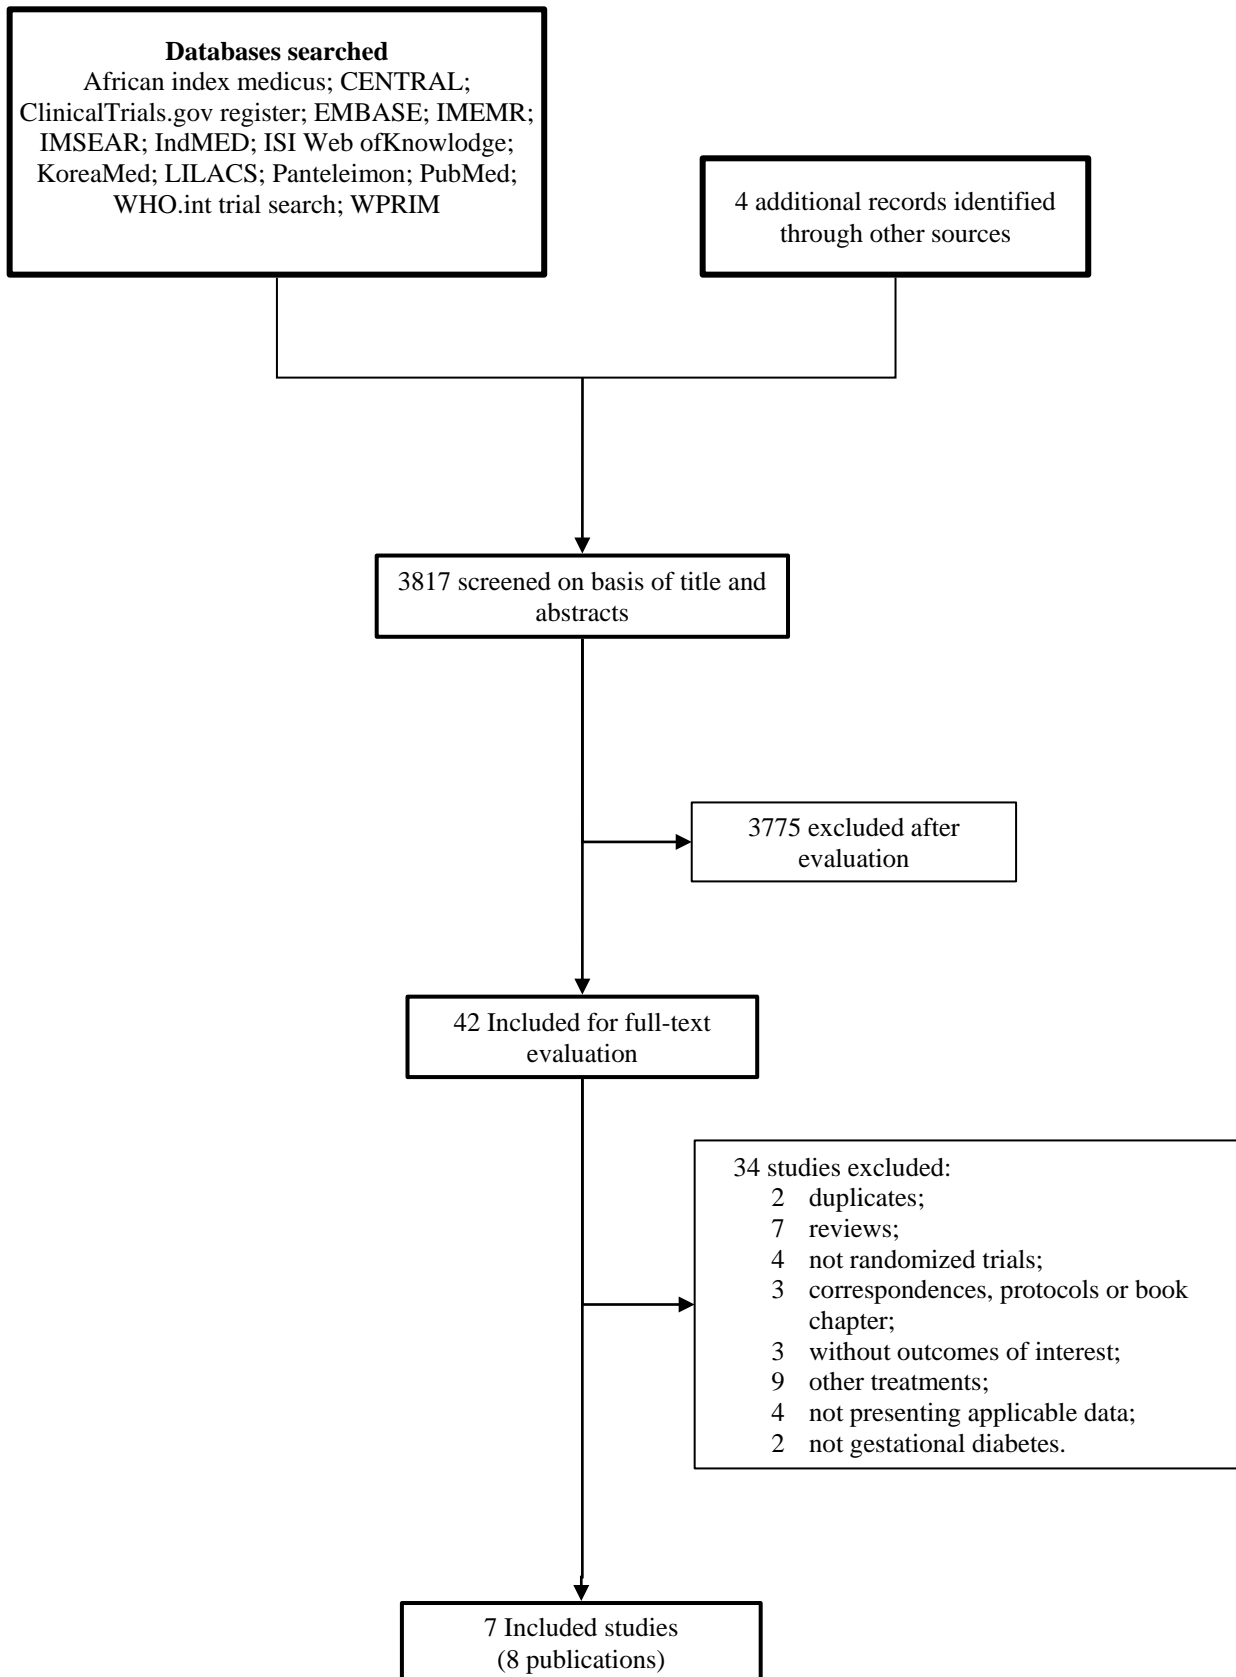 Databases searched
African index medicus; CENTRAL;
ClinicalTrials.gov register; EMBASE; IMEMR;
IMSEAR; IndMED; ISI Web ofKnowlodge;
KoreaMed; LILACS; Panteleimon; PubMed;
WHO.int trial search; WPRIM
4 additional records identified
through other sources
3817 screened on basis of title and
abstracts
3775 excluded after
evaluation
42 Included for full-text
evaluation
34 studies excluded:
2 duplicates;
7 reviews;
4 not randomized trials;
3 correspondences, protocols or book
chapter;
3 without outcomes of interest;
9 other treatments;
4 not presenting applicable data;
2 not gestational diabetes.
7 Included studies
(8 publications)